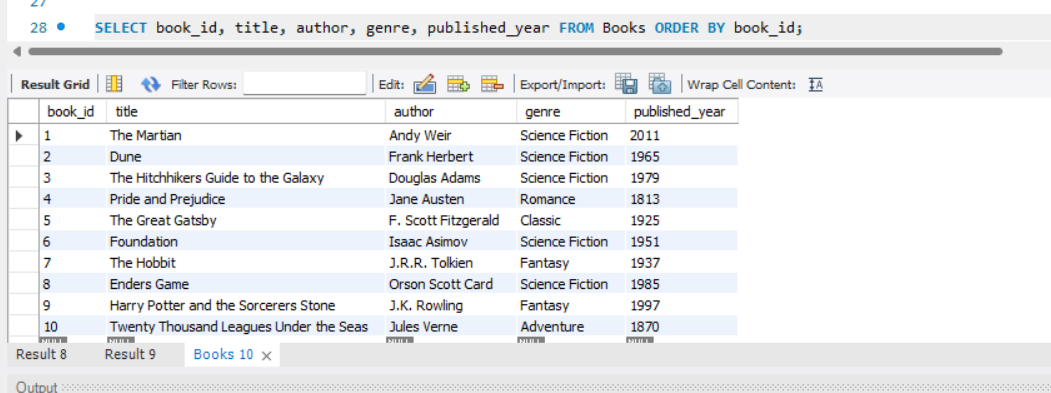 27
28 SELECT book_id, title, author, genre, published_year FROM Books ORDER BY book_id;
Result Grid Filter Rows: Edit: Export/Import: Wrap Cell Content: IA
book_id title author genre published_year
1 The Martian Andy Weir Science Fiction 2011
2 Dune Frank Herbert Science Fiction 1965
3 The Hitchhikers Guide to the Galaxy Douglas Adams Science Fiction 1979
4 Pride and Prejudice Jane Austen Romance 1813
5 The Great Gatsby F. Scott Fitzgerald Classic 1925
6 Foundation Isaac Asimov Science Fiction 1951
7 The Hobbit J.R.R. Tolkien Fantasy 1937
8 Enders Game Orson Scott Card Science Fiction 1985
9 Harry Potter and the Sorcerers Stone J.K. Rowling Fantasy 1997
10 Twenty Thousand Leagues Under the Seas Jules Verne Adventure 1870
NULL NULL NULL NULL NULL
Result 8 Result 9 Books 10
Output